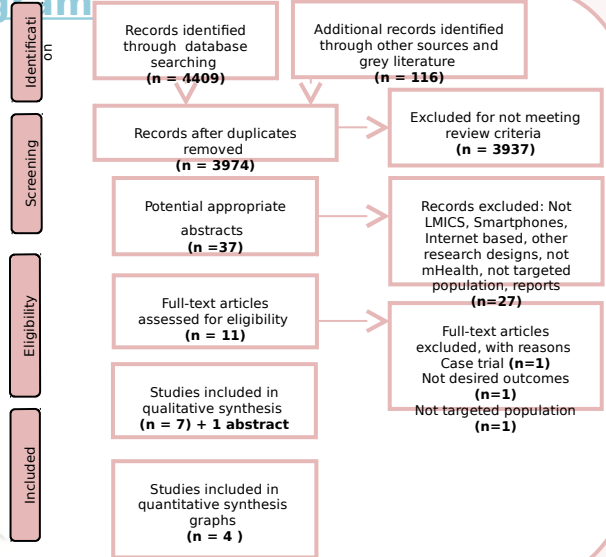 Identificati
on
Records identified
through database
searching
(n = 4409)
Additional records identified
through other sources and
grey literature
(n = 116)
Screening
Records after duplicates
removed
(n = 3974)
Excluded for not meeting
review criteria
(n = 3937)
Potential appropriate
abstracts
(n =37)
Records excluded: Not
LMICS, Smartphones,
Internet based, other
research designs, not
mHealth, not targeted
population, reports
(n=27)
Eligibility
Full-text articles
assessed for eligibility
(n = 11)
Full-text articles
excluded, with reasons
Case trial (n=1)
Not desired outcomes
(n=1)
Not targeted population
(n=1)
Studies included in
qualitative synthesis
(n = 7) + 1 abstract
Included
Studies included in
quantitative synthesis
graphs
(n = 4 )